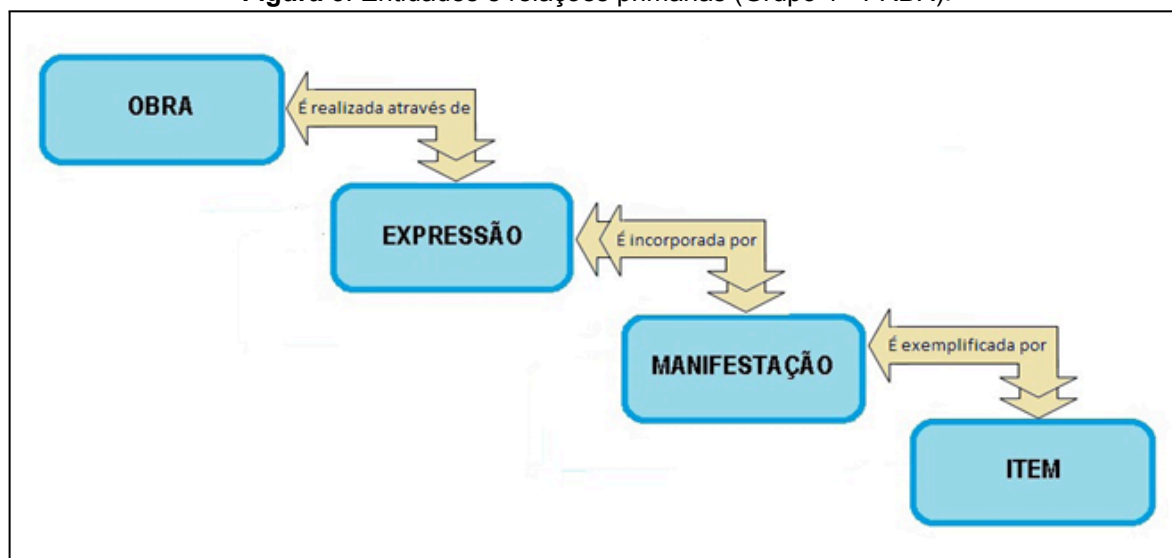 OBRA
É realizada através de
EXPRESSÃO
É incorporada por
MANIFESTAÇÃO
É exemplificada por
ITEM